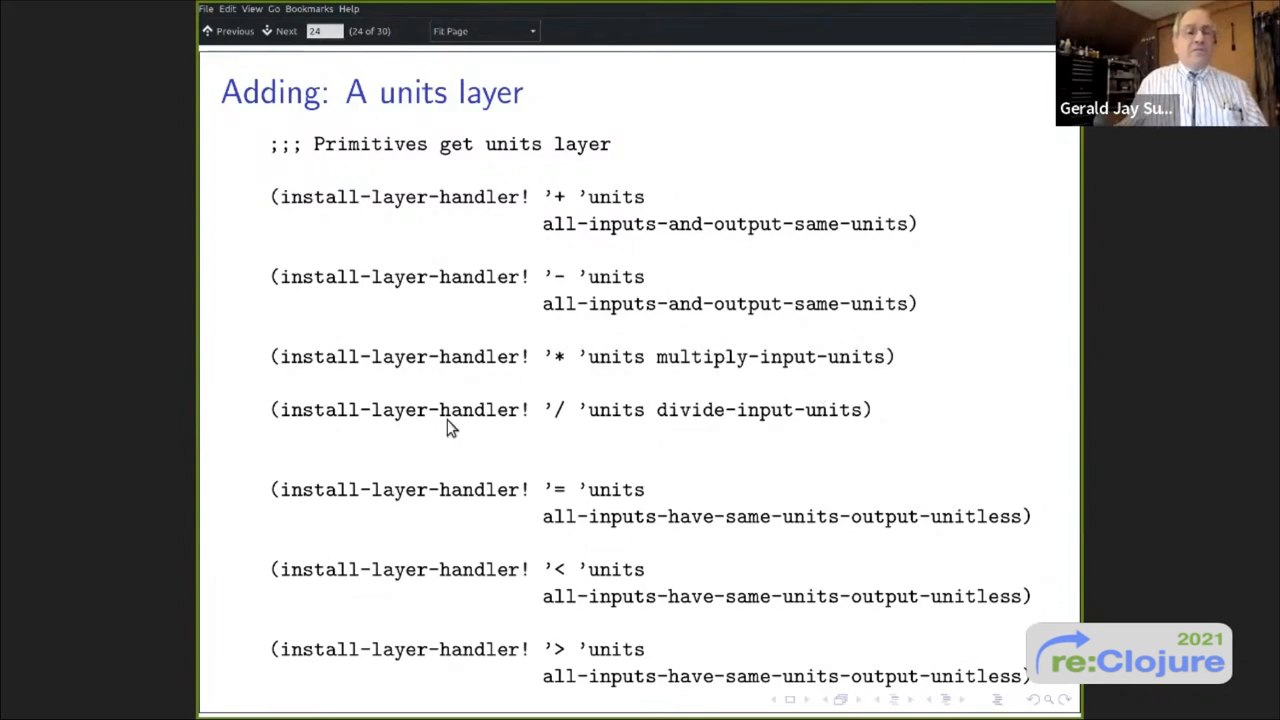 File Edit View Go Bookmarks Help
Previous Next 24 (24 of 30) Fit Page
Adding: A units layer
;;; Primitives get units layer
(install-layer-handler! '+ 'units
all-inputs-and-output-same-units)
(install-layer-handler! '- 'units
all-inputs-and-output-same-units)
(install-layer-handler! '* 'units multiply-input-units)
(install-layer-handler! '/ 'units divide-input-units)
(install-layer-handler! '= 'units
all-inputs-have-same-units-output-unitless)
(install-layer-handler! '< 'units
all-inputs-have-same-units-output-unitless)
(install-layer-handler! '> 'units
all-inputs-have-same-units-output-unitless)
Gerald Jay Su...
2021
re:Clojure